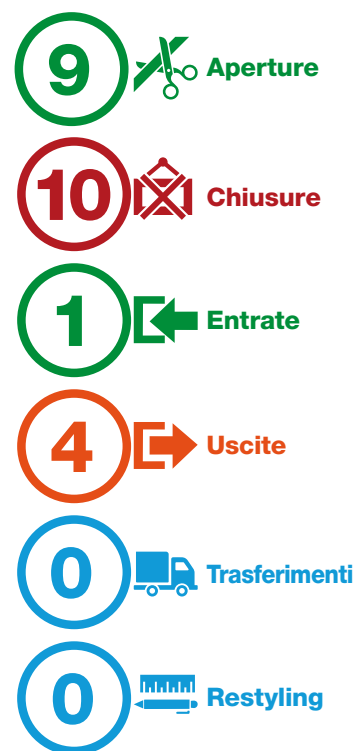 9 Aperture
10 Chiusure
1 Entrate
4 Uscite
0 Trasferimenti
0 Restyling